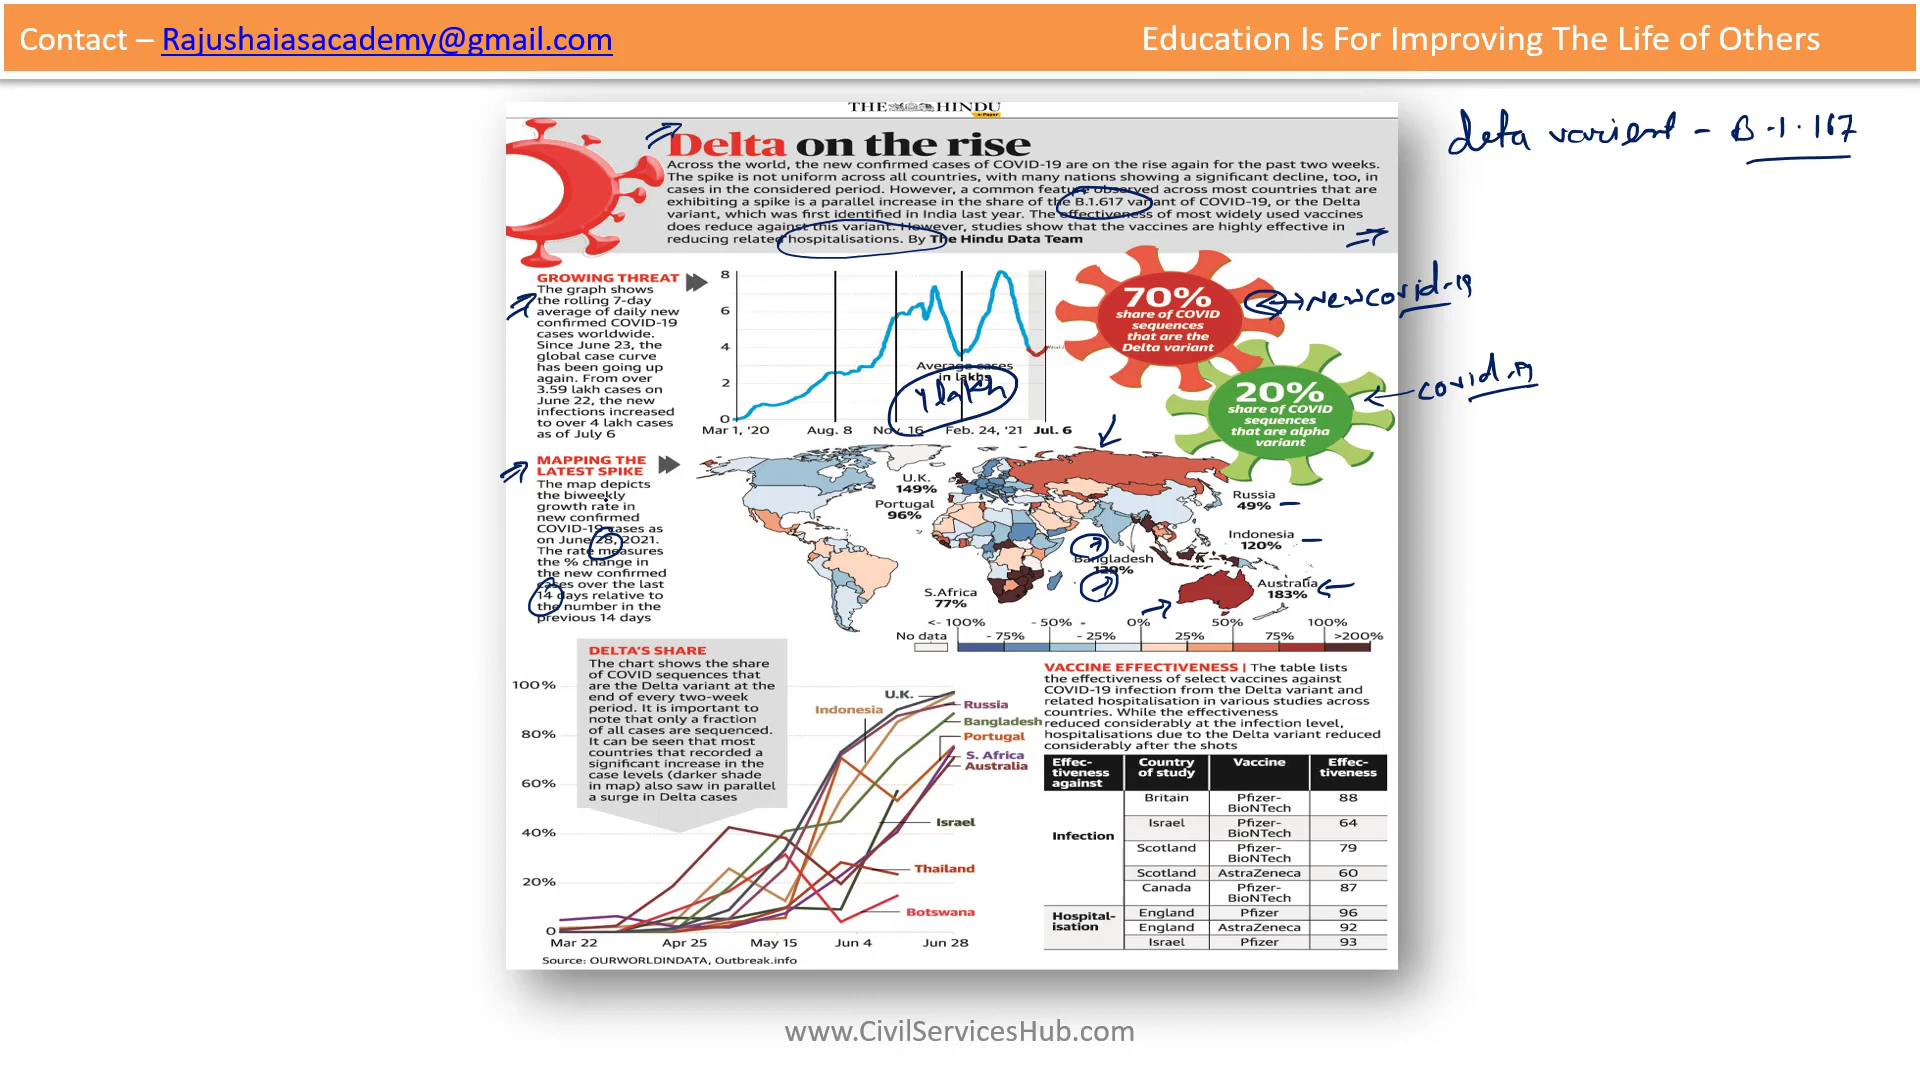 Contact – Rajushaiasacademy@gmail.com
Education Is For Improving The Life of Others
THE HINDU
e-Paper
Delta on the rise
Across the world, the new confirmed cases of COVID-19 are on the rise again for the past two weeks.
The spike is not uniform across all countries, with many nations showing a significant decline, too, in
cases in the considered period. However, a common feature observed across most countries that are
exhibiting a spike is a parallel increase in the share of the B.1.617 variant of COVID-19, or the Delta
variant, which was first identified in India last year. The effectiveness of most widely used vaccines
does reduce against this variant. However, studies show that the vaccines are highly effective in
reducing related hospitalisations. By The Hindu Data Team
delta varient - B.1.167
GROWING THREAT
The graph shows
the rolling 7-day
average of daily new
confirmed COVID-19
cases worldwide.
Since June 23, the
global case curve
has been going up
again. From over
3.59 lakh cases on
June 22, the new
infections increased
to over 4 lakh cases
as of July 6
8
6
4
2
0
Average cases
in lakhs
4 lakh
Mar 1, '20
Aug. 8
Nov. 16
Feb. 24, '21
Jul. 6
70%
share of COVID
sequences
that are the
Delta variant
new covid-19
20%
share of COVID
sequences
that are alpha
variant
covid-19
MAPPING THE
LATEST SPIKE
The map depicts
the biweekly
growth rate in
new confirmed
COVID-19 cases as
on June 28, 2021.
The rate measures
the % change in
the new confirmed
cases over the last
14 days relative to
the number in the
previous 14 days
U.K.
149%
Portugal
96%
S.Africa
77%
Russia
49%
Indonesia
120%
Bangladesh
129%
Australia
183%
No data
<- 100%
- 75%
- 50%
- 25%
0%
25%
50%
75%
100%
>200%
DELTA'S SHARE
The chart shows the share
of COVID sequences that
are the Delta variant at the
end of every two-week
period. It is important to
note that only a fraction
of all cases are sequenced.
It can be seen that most
countries that recorded a
significant increase in the
case levels (darker shade
in map) also saw in parallel
a surge in Delta cases
100%
80%
60%
40%
20%
0
Mar 22
Apr 25
May 15
Jun 4
Jun 28
U.K.
Indonesia
Russia
Bangladesh
Portugal
S. Africa
Australia
Israel
Thailand
Botswana
Source: OURWORLDINDATA, Outbreak.info
VACCINE EFFECTIVENESS | The table lists
the effectiveness of select vaccines against
COVID-19 infection from the Delta variant and
related hospitalisation in various studies across
countries. While the effectiveness
reduced considerably at the infection level,
hospitalisations due to the Delta variant reduced
considerably after the shots
Effec-
tiveness
against
Country
of study
Vaccine
Effec-
tiveness
Infection
Britain Pfizer-BioNTech 88
Israel Pfizer-BioNTech 64
Scotland Pfizer-BioNTech 79
Scotland AstraZeneca 60
Canada Pfizer-BioNTech 87
Hospital-
isation
England Pfizer 96
England AstraZeneca 92
Israel Pfizer 93
www.CivilServicesHub.com